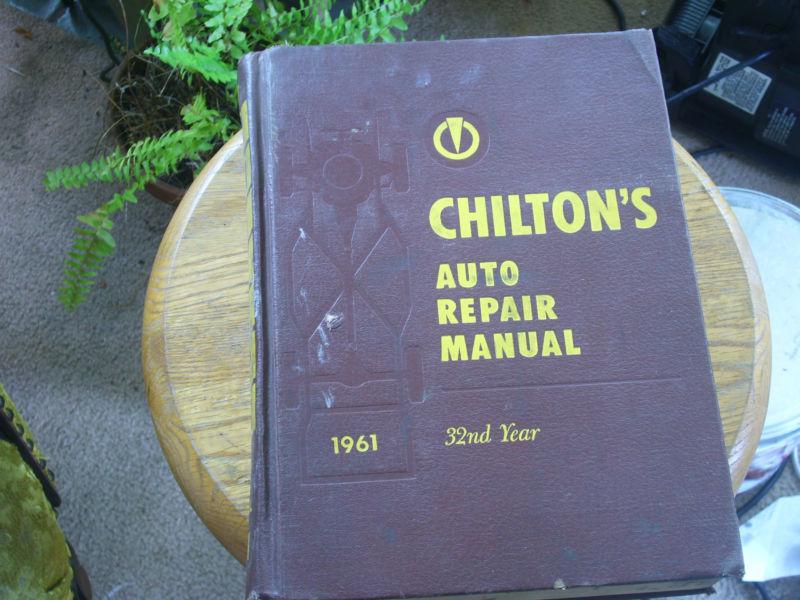 CHILTON'S
AUTO
REPAIR
MANUAL
1961
32nd Year